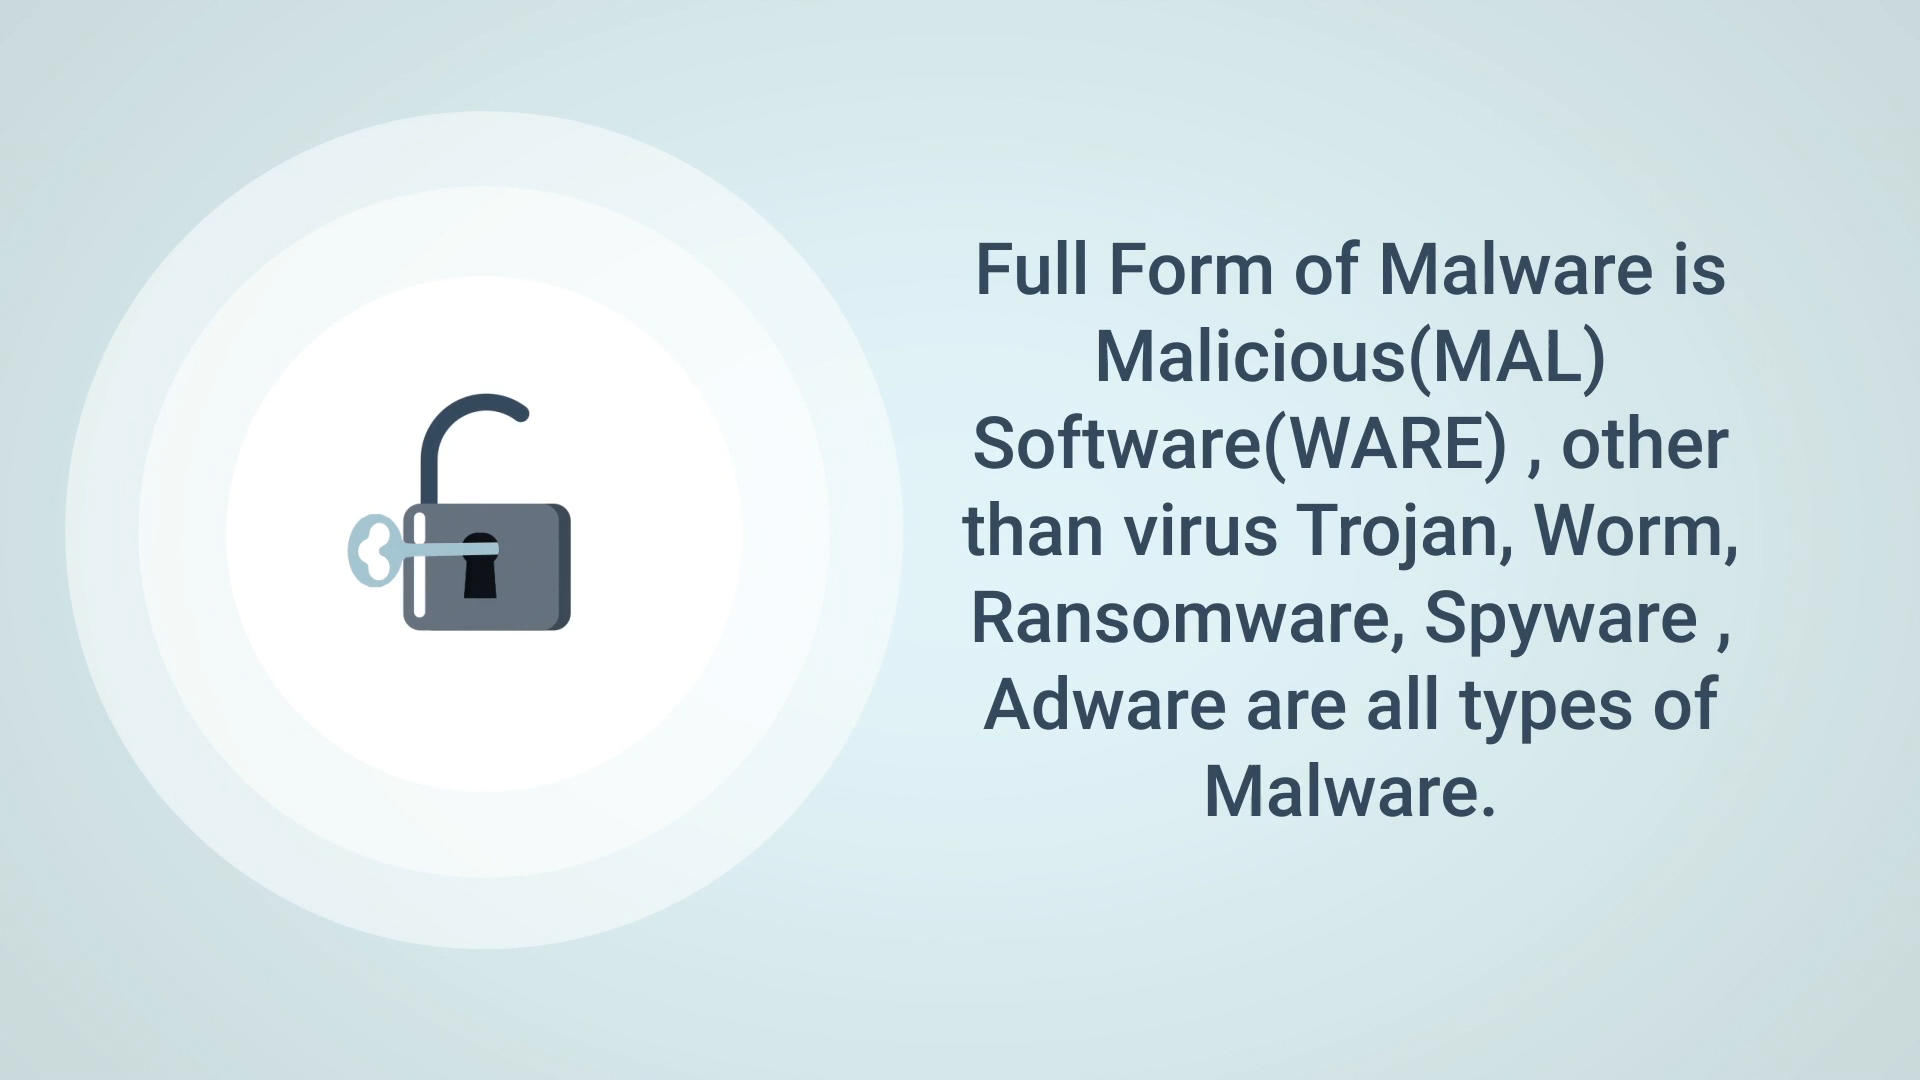 Full Form of Malware is
Malicious(MAL)
Software(WARE) , other
than virus Trojan, Worm,
Ransomware, Spyware ,
Adware are all types of
Malware.